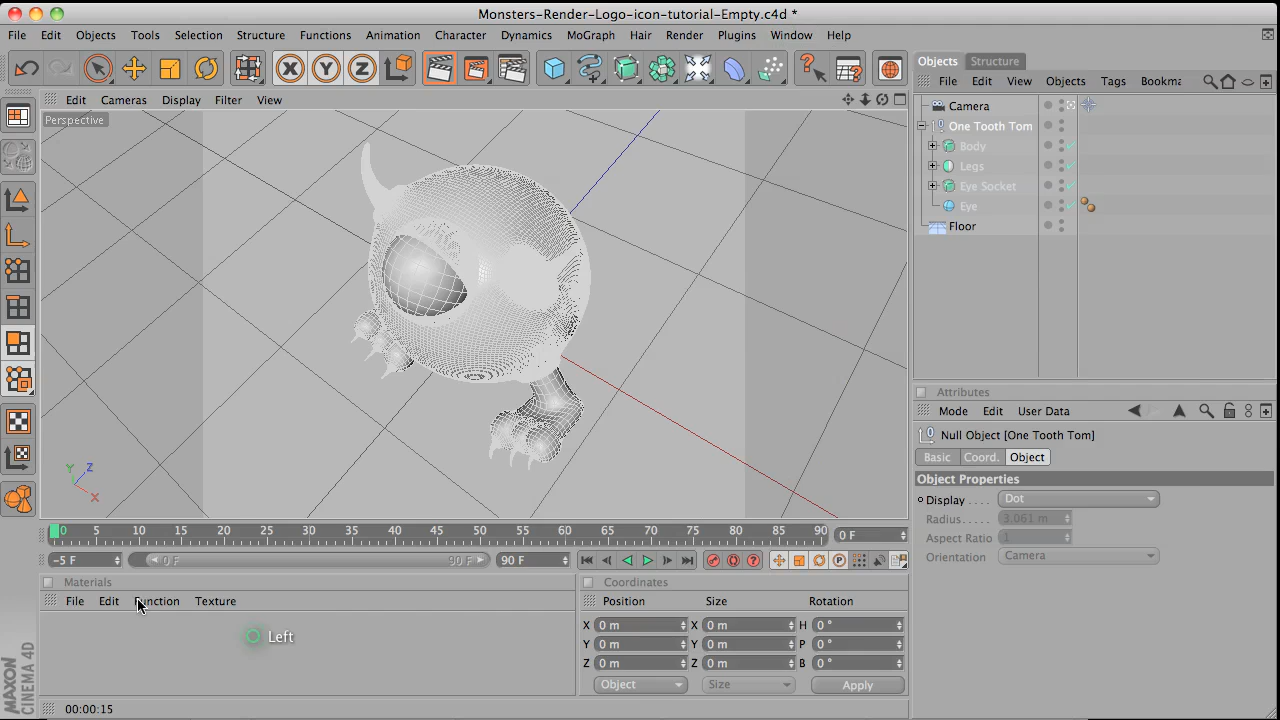 Monsters-Render-Logo-icon-tutorial-Empty.c4d *
File Edit Objects Tools Selection Structure Functions Animation Character Dynamics MoGraph Hair Render Plugins Window Help
X Y Z
Objects Structure
File Edit View Objects Tags Bookma
Edit Cameras Display Filter View
Perspective
Camera
One Tooth Tom
Body
Legs
Eye Socket
Eye
Floor
Attributes
Mode Edit User Data
Null Object [One Tooth Tom]
Basic Coord. Object
Object Properties
Display . . . . Dot
Radius. . . . . 3.061 m
Aspect Ratio 1
Orientation Camera
Y Z
X
0 5 10 15 20 25 30 35 40 45 50 55 60 65 70 75 80 85 90 0 F
-5 F 0 F 90 F 90 F
Materials
File Edit Function Texture
Left
Coordinates
Position Size Rotation
X 0 m X 0 m H 0 °
Y 0 m Y 0 m P 0 °
Z 0 m Z 0 m B 0 °
Object Size Apply
MAXON
CINEMA 4D
00:00:15